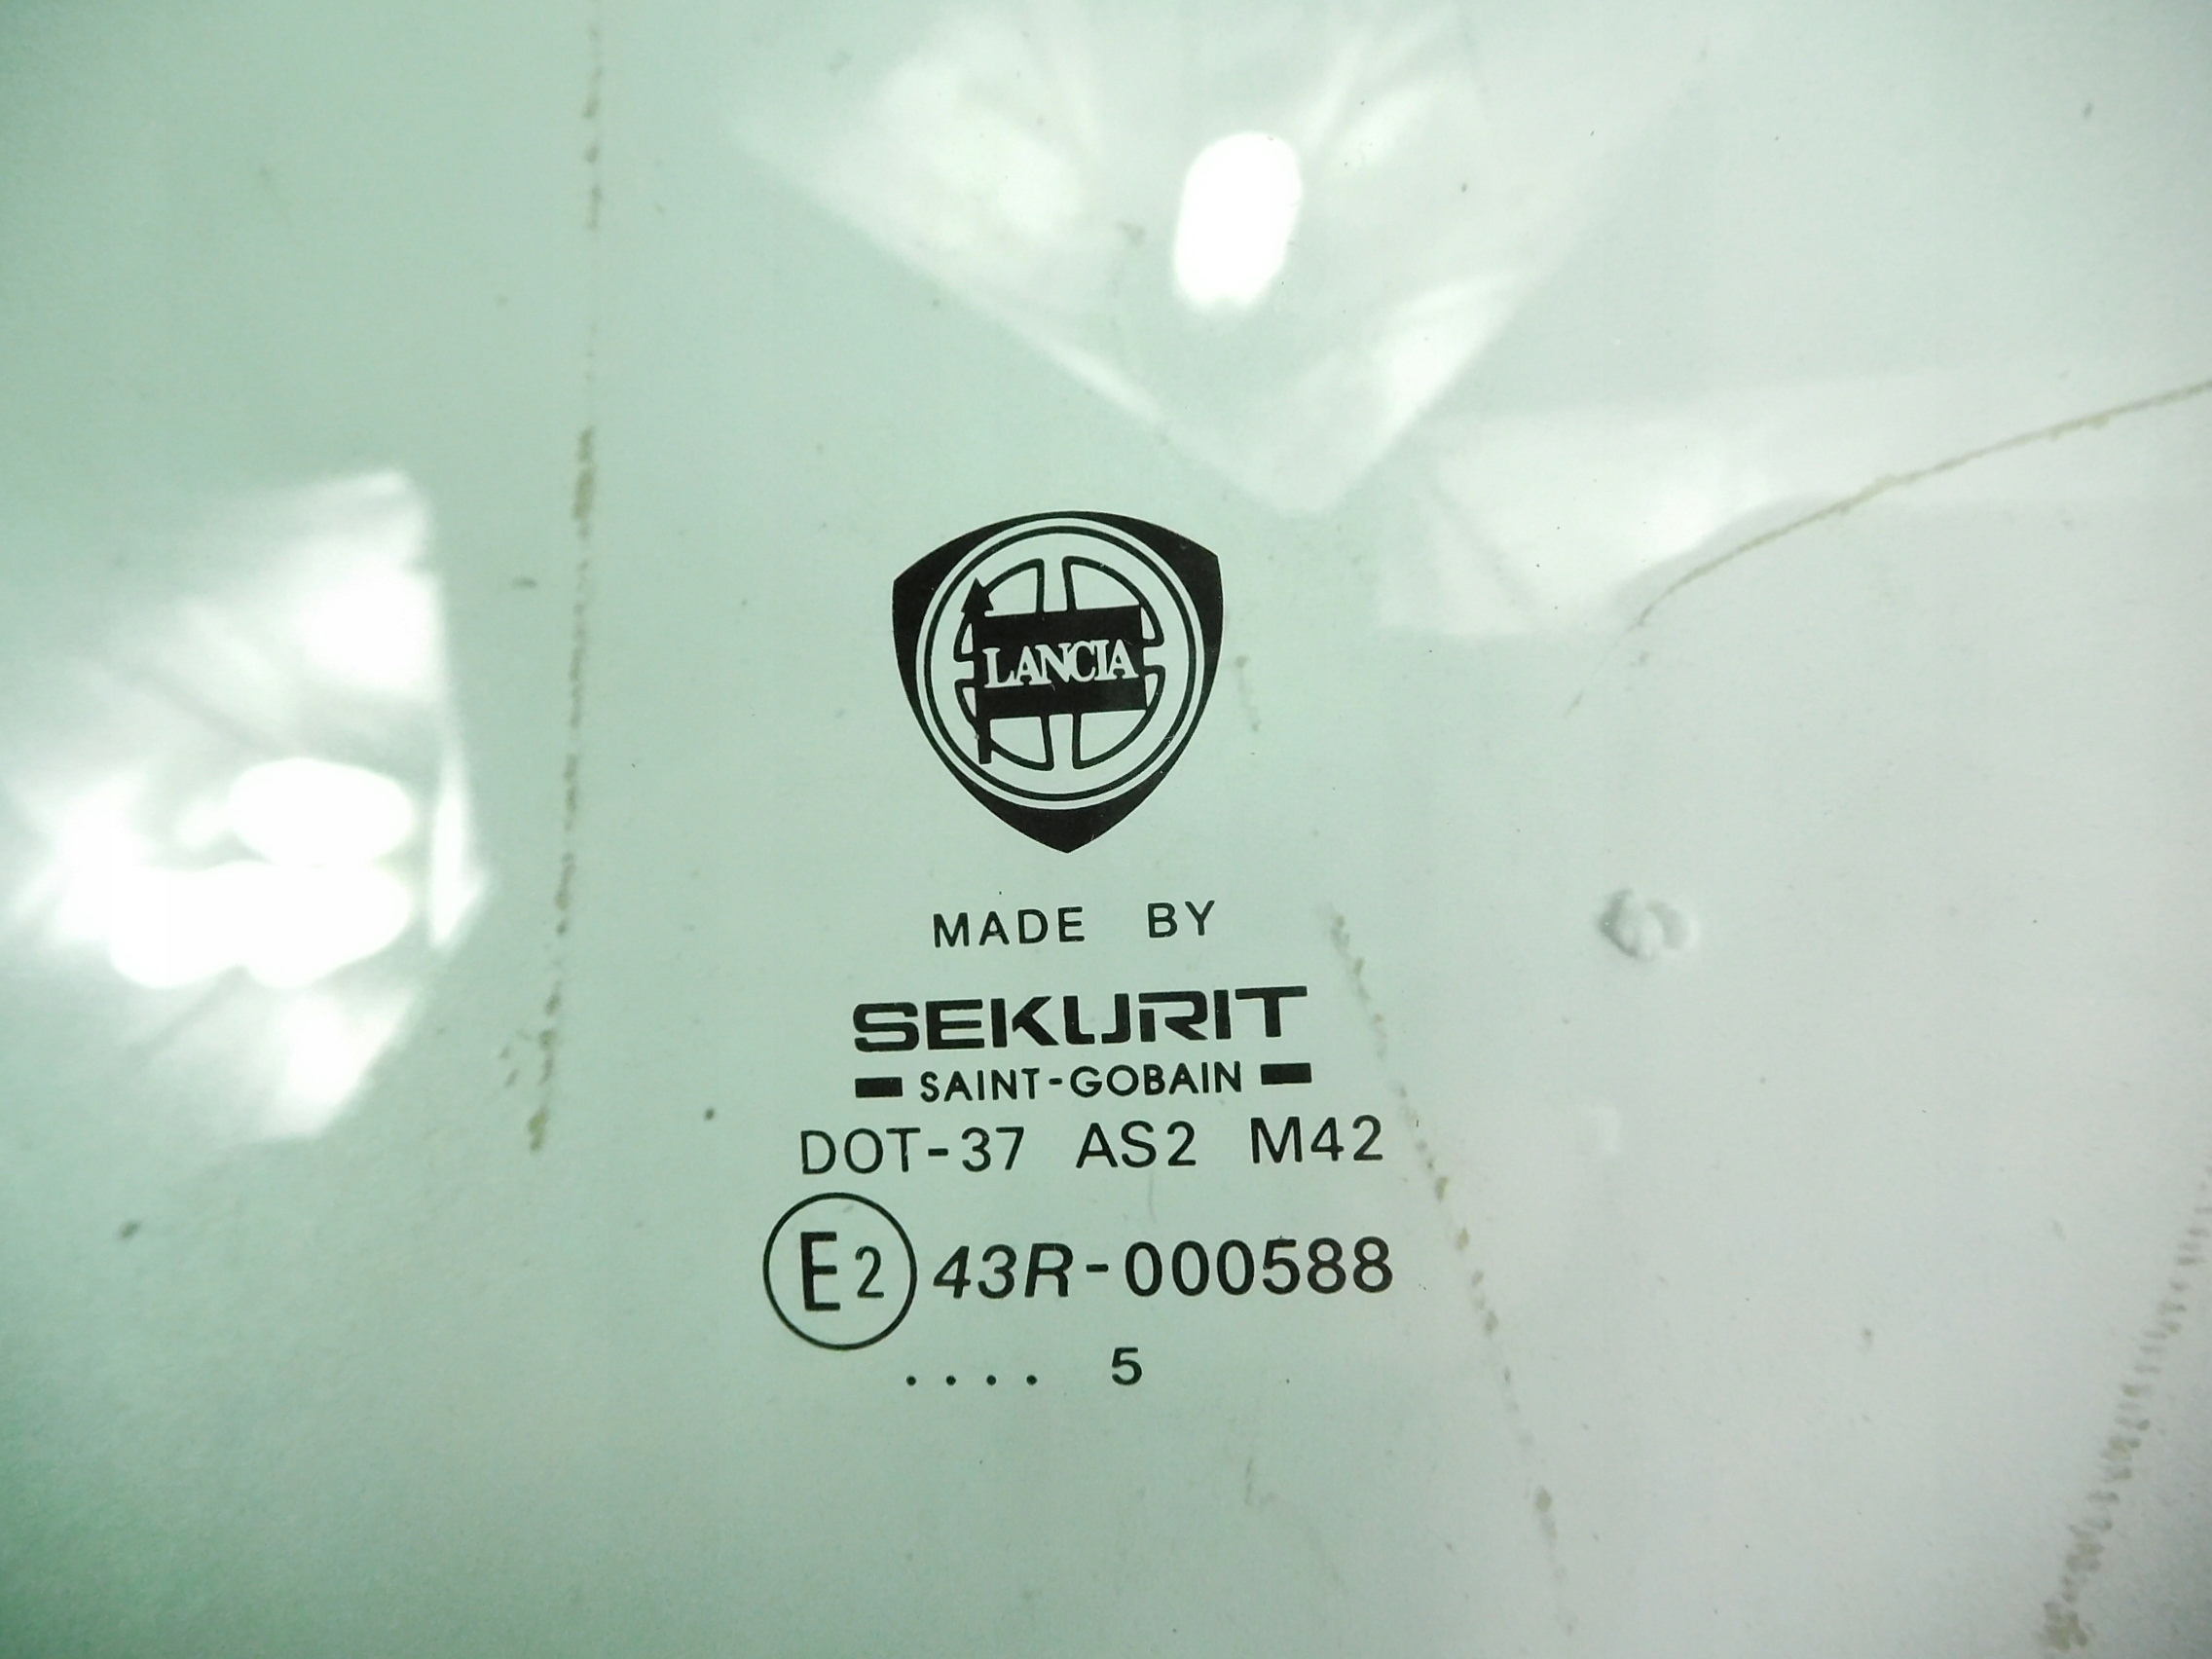 LANCIA
MADE BY
SEKURIT
SAINT-GOBAIN
DOT-37 AS2 M42
E2 43R-000588
.... 5